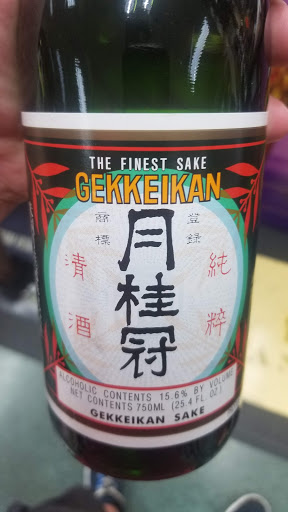 THE FINEST SAKE
GEKKEIKAN
登録
商標
月桂冠
純粋
清酒
ALCOHOLIC CONTENTS 15.6% BY VOLUME
NET CONTENTS 750ML (25.4 FL. OZ.)
GEKKEIKAN SAKE